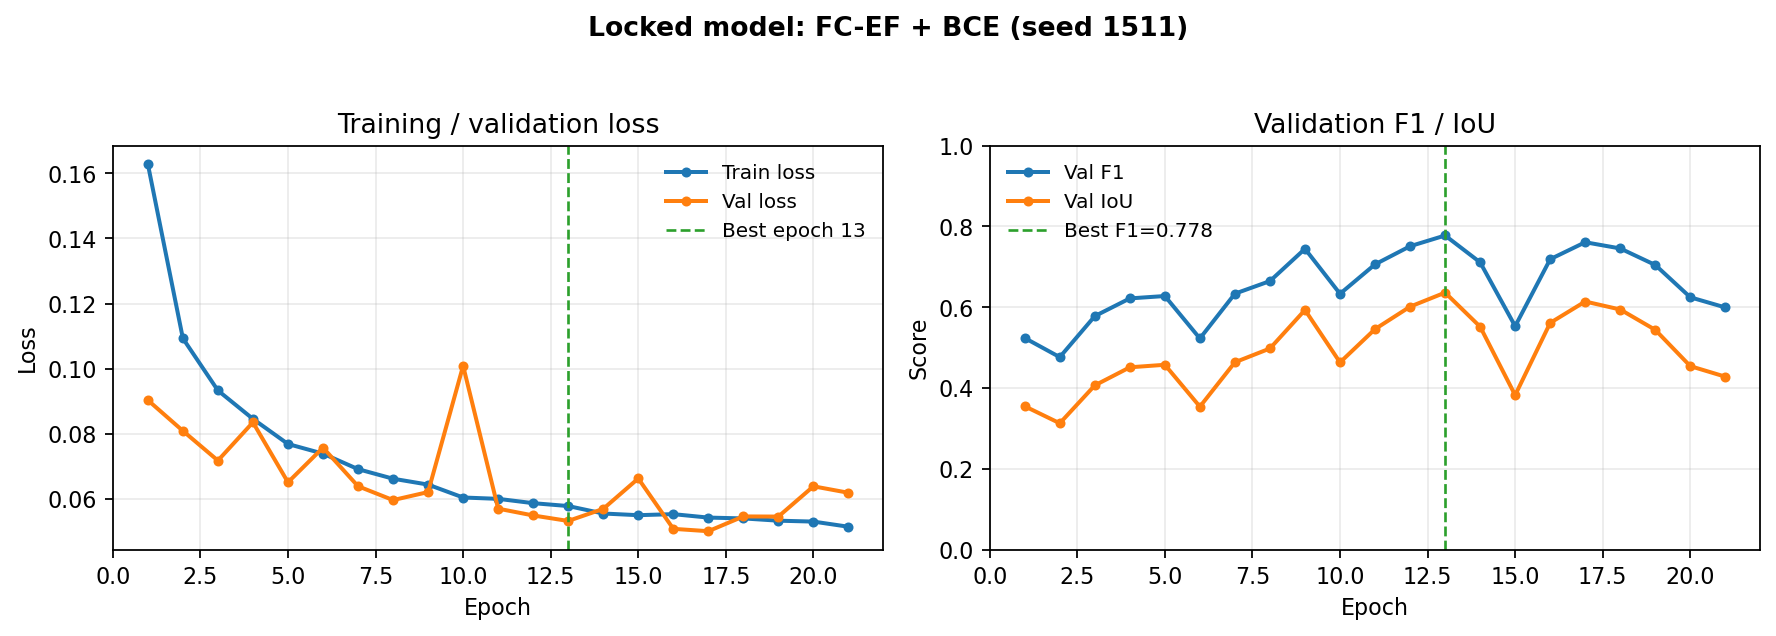 Locked model: FC-EF + BCE (seed 1511)
Training / validation loss
Loss
0.16
0.14
0.12
0.10
0.08
0.06
Train loss
Val loss
Best epoch 13
0.0 2.5 5.0 7.5 10.0 12.5 15.0 17.5 20.0
Epoch
Validation F1 / IoU
Score
1.0
0.8
0.6
0.4
0.2
0.0
Val F1
Val IoU
Best F1=0.778
0.0 2.5 5.0 7.5 10.0 12.5 15.0 17.5 20.0
Epoch